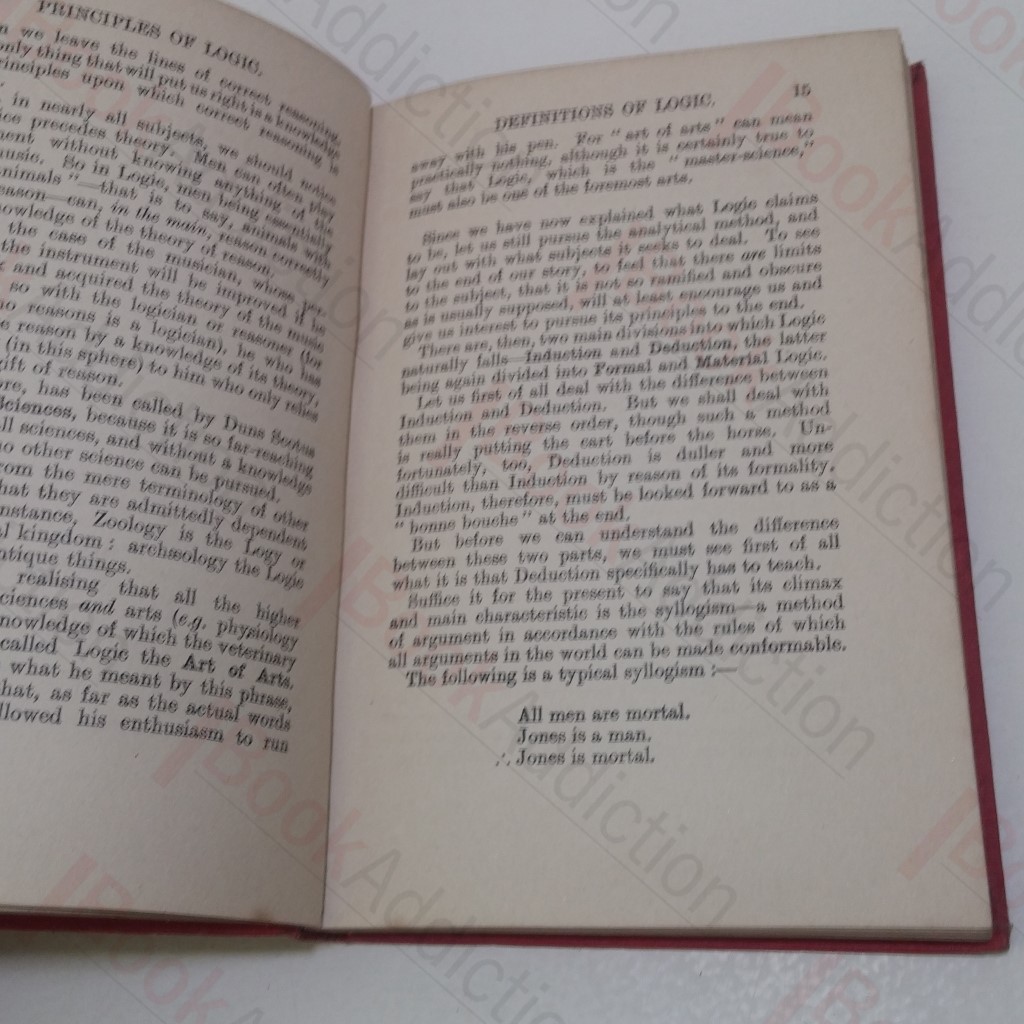 PRINCIPLES OF LOGIC.
we leave the lines of correct reasoning,
only thing that will put us right is a knowledge
principles upon which correct reasoning is
in nearly all subjects, we should notice
precedes theory. Men can often play
without knowing anything of the
music. So in Logic, men being essentially
animals"—that is to say, animals with
reason—can, in the main, reason correctly
knowledge of the theory of reason.
the case of the musician, whose per-
the instrument will be improved if he
and acquired the theory of the music
so with the logician or reasoner (for
who reasons is a logician), he who has
reason by a knowledge of its theory,
(in this sphere) to him who only relies
gift of reason.
has been called by Duns Scotus
Sciences, because it is so far-reaching
all sciences, and without a knowledge
no other science can be pursued.
from the mere terminology of other
that they are admittedly dependent
instance, Zoology is the Logy or
kingdom: archæology the Logic
antique things.
realising that all the higher
sciences and arts (e.g. physiology
knowledge of which the veterinary
called Logic the Art of Arts.
what he meant by this phrase,
that, as far as the actual words
allowed his enthusiasm to run
DEFINITIONS OF LOGIC. 15
away with his pen. For "art of arts" can mean
practically nothing, although it is certainly true to
say that Logic, which is the "master-science,"
must also be one of the foremost arts.
Since we have now explained what Logic claims
to be, let us still pursue the analytical method, and
lay out with what subjects it seeks to deal. To see
to the end of our story, to feel that there are limits
to the subject, that it is not so ramified and obscure
as is usually supposed, will at least encourage us and
give us interest to pursue its principles to the end.
There are, then, two main divisions into which Logic
naturally falls—Induction and Deduction, the latter
being again divided into Formal and Material Logic.
Let us first of all deal with the difference between
Induction and Deduction. But we shall deal with
them in the reverse order, though such a method
is really putting the cart before the horse. Un-
fortunately, too, Deduction is duller and more
difficult than Induction by reason of its formality.
Induction, therefore, must be looked forward to as a
"bonne bouche" at the end.
But before we can understand the difference
between these two parts, we must see first of all
what it is that Deduction specifically has to teach.
Suffice it for the present to say that its climax
and main characteristic is the syllogism—a method
of argument in accordance with the rules of which
all arguments in the world can be made conformable.
The following is a typical syllogism:—
All men are mortal.
Jones is a man.
∴ Jones is mortal.
BookAddiction